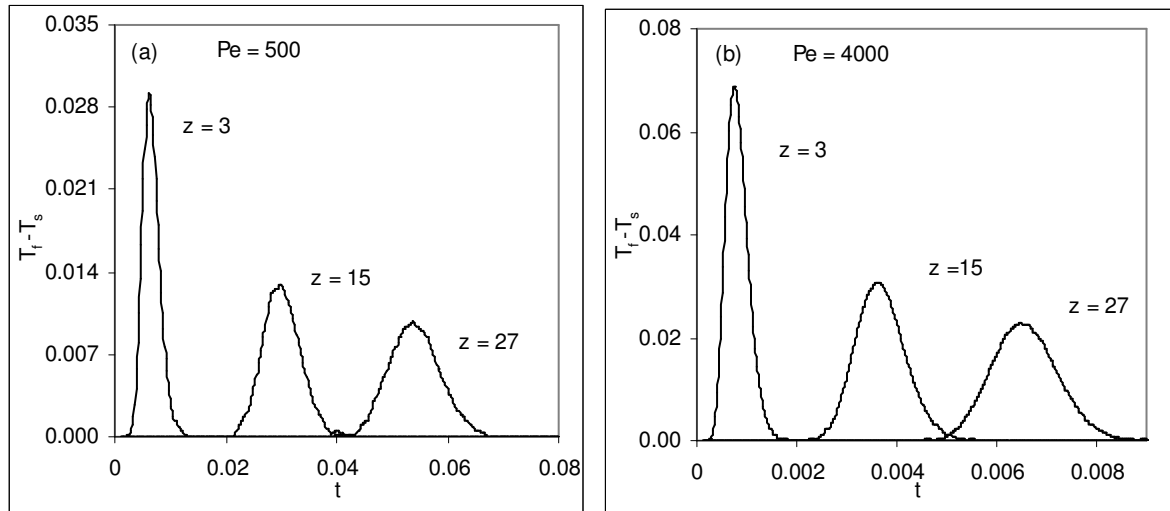 (a) Pe = 500
0.035
0.028
0.021
0.014
0.007
0.000
T_f - T_s
z = 3
z = 15
z = 27
0 0.02 0.04 0.06 0.08
t
(b) Pe = 4000
0.08
0.06
0.04
0.02
0.00
T_f - T_s
z = 3
z =15
z = 27
0 0.002 0.004 0.006 0.008
t